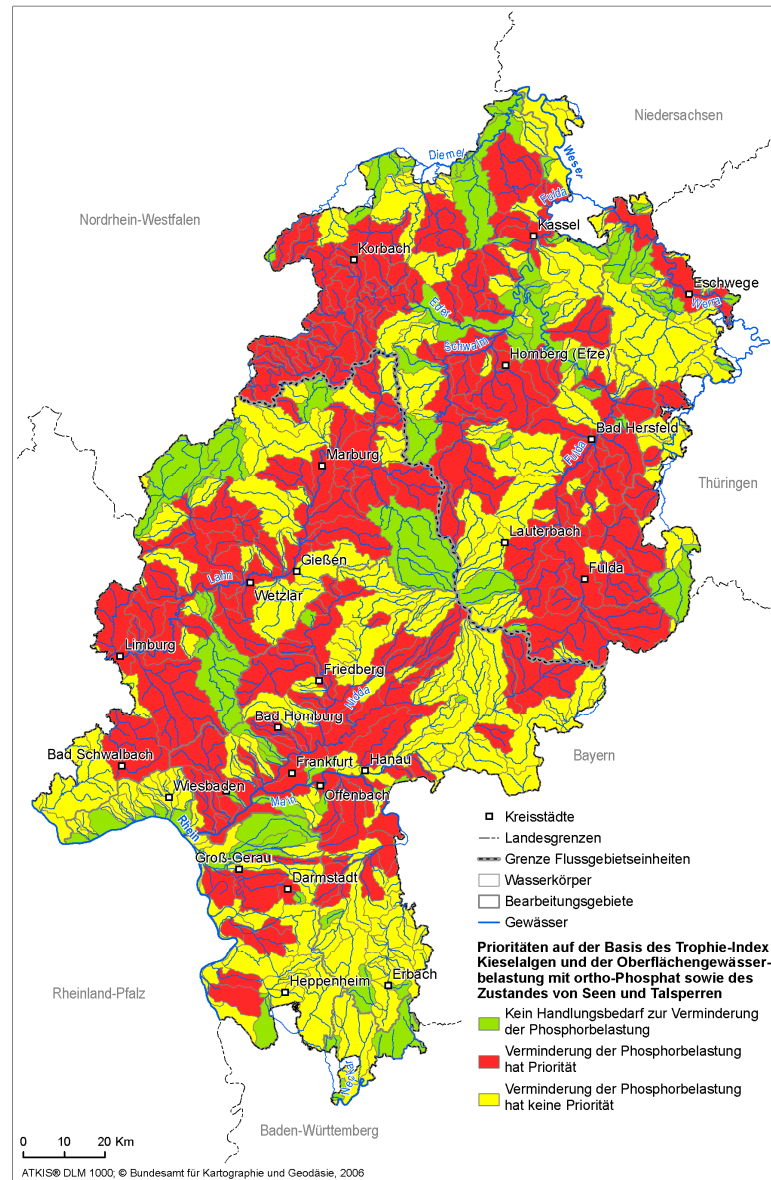 Niedersachsen
Diemel
Weser
Nordrhein-Westfalen
Fulda
Kassel
Korbach
Eschwege
Werra
Eder
Schwalm
Homberg (Efze)
Bad Hersfeld
Marburg
Fulda
Thüringen
Lauterbach
Gießen
Lahn
Wetzlar
Fulda
Limburg
Friedberg
Nidda
Bad Homburg
Bad Schwalbach
Frankfurt
Hanau
Bayern
Wiesbaden
Offenbach
Main
Rhein
Groß-Gerau
Darmstadt
Heppenheim
Erbach
Rheinland-Pfalz
Neckar
Baden-Württemberg
Kreisstädte
Landesgrenzen
Grenze Flussgebietseinheiten
Wasserkörper
Bearbeitungsgebiete
Gewässer
Prioritäten auf der Basis des Trophie-Index
Kieselalgen und der Oberflächengewässer-
belastung mit ortho-Phosphat sowie des
Zustandes von Seen und Talsperren
Kein Handlungsbedarf zur Verminderung
der Phosphorbelastung
Verminderung der Phosphorbelastung
hat Priorität
Verminderung der Phosphorbelastung
hat keine Priorität
0 10 20 Km
ATKIS® DLM 1000; © Bundesamt für Kartographie und Geodäsie, 2006